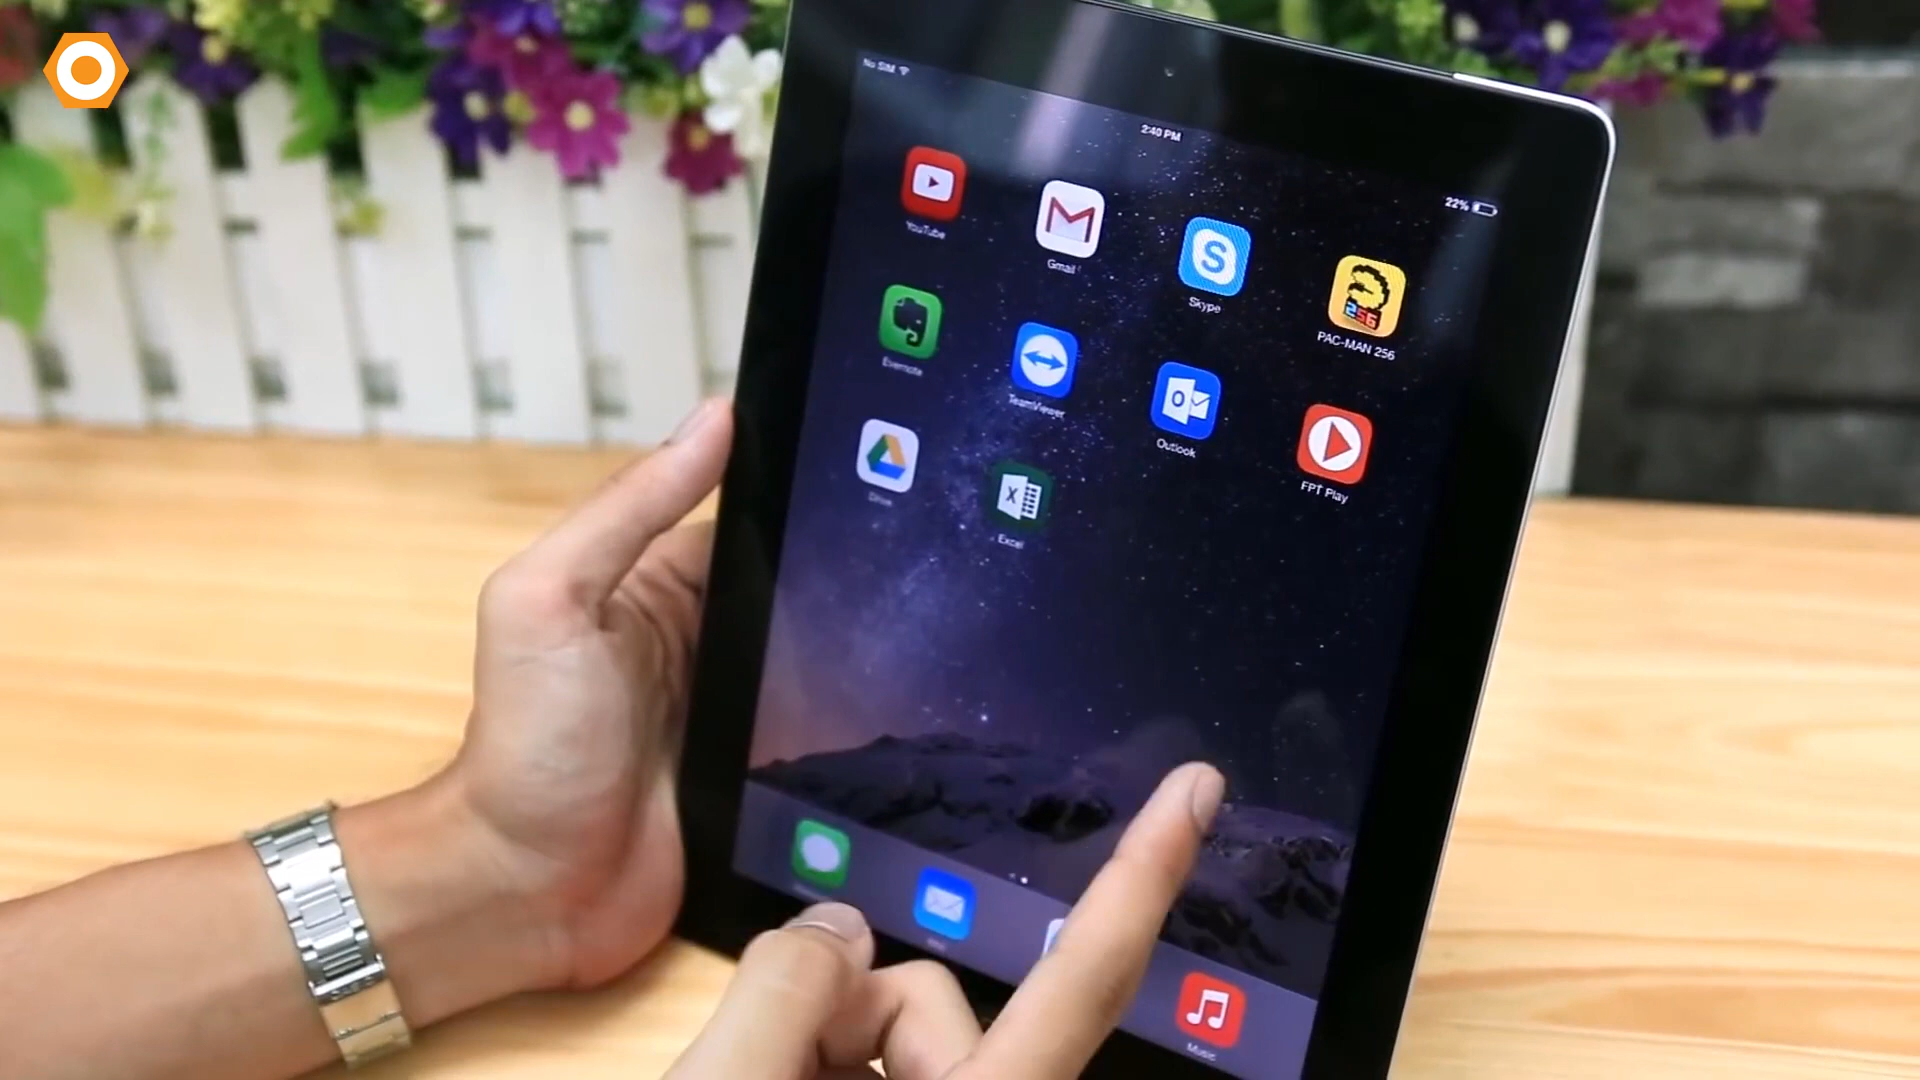 No SIM
2:40 PM
22%
YouTube
Gmail
Skype
PAC-MAN 256
Evernote
TeamViewer
Outlook
FPT Play
Drive
Excel
Music